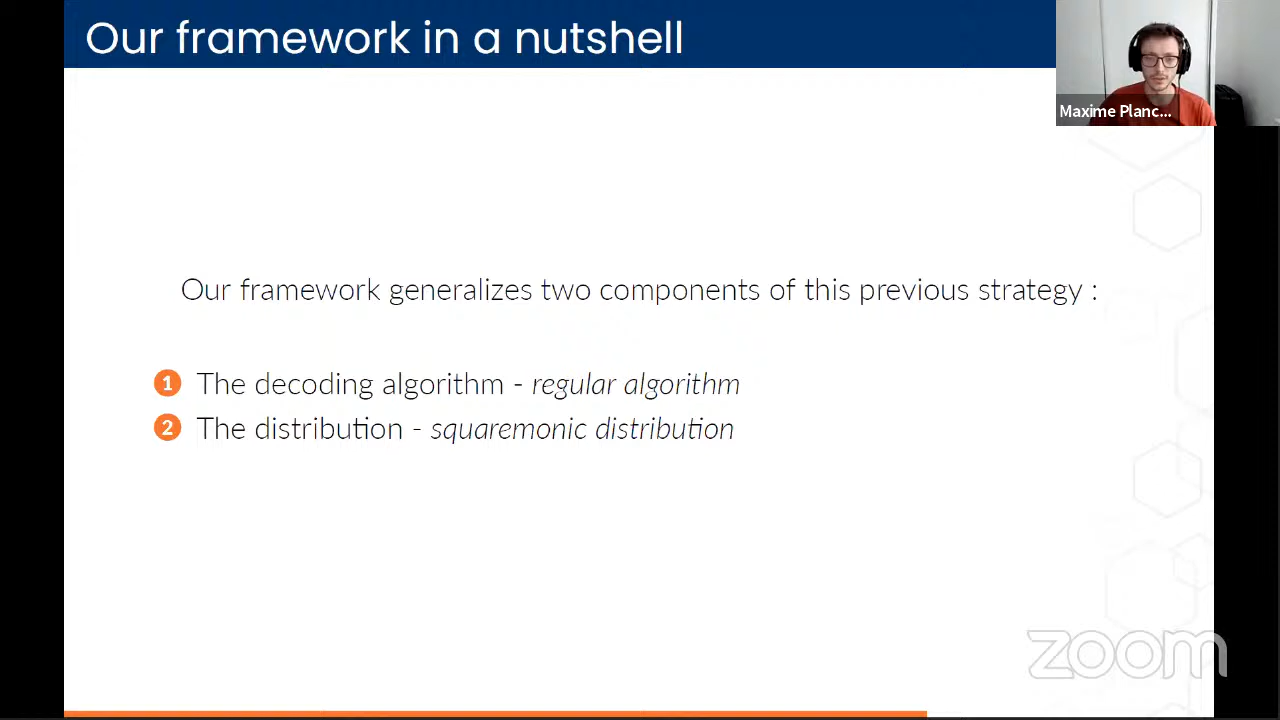 Our framework in a nutshell
Maxime Planc...
Our framework generalizes two components of this previous strategy :
1 The decoding algorithm - regular algorithm
2 The distribution - squaremonic distribution
zoom